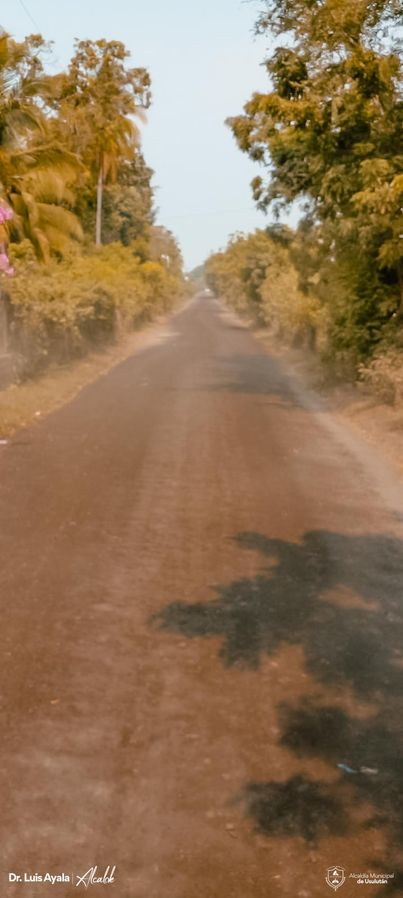 Dr. Luis Ayala | Alcalde
Alcaldía Municipal
de Usulután